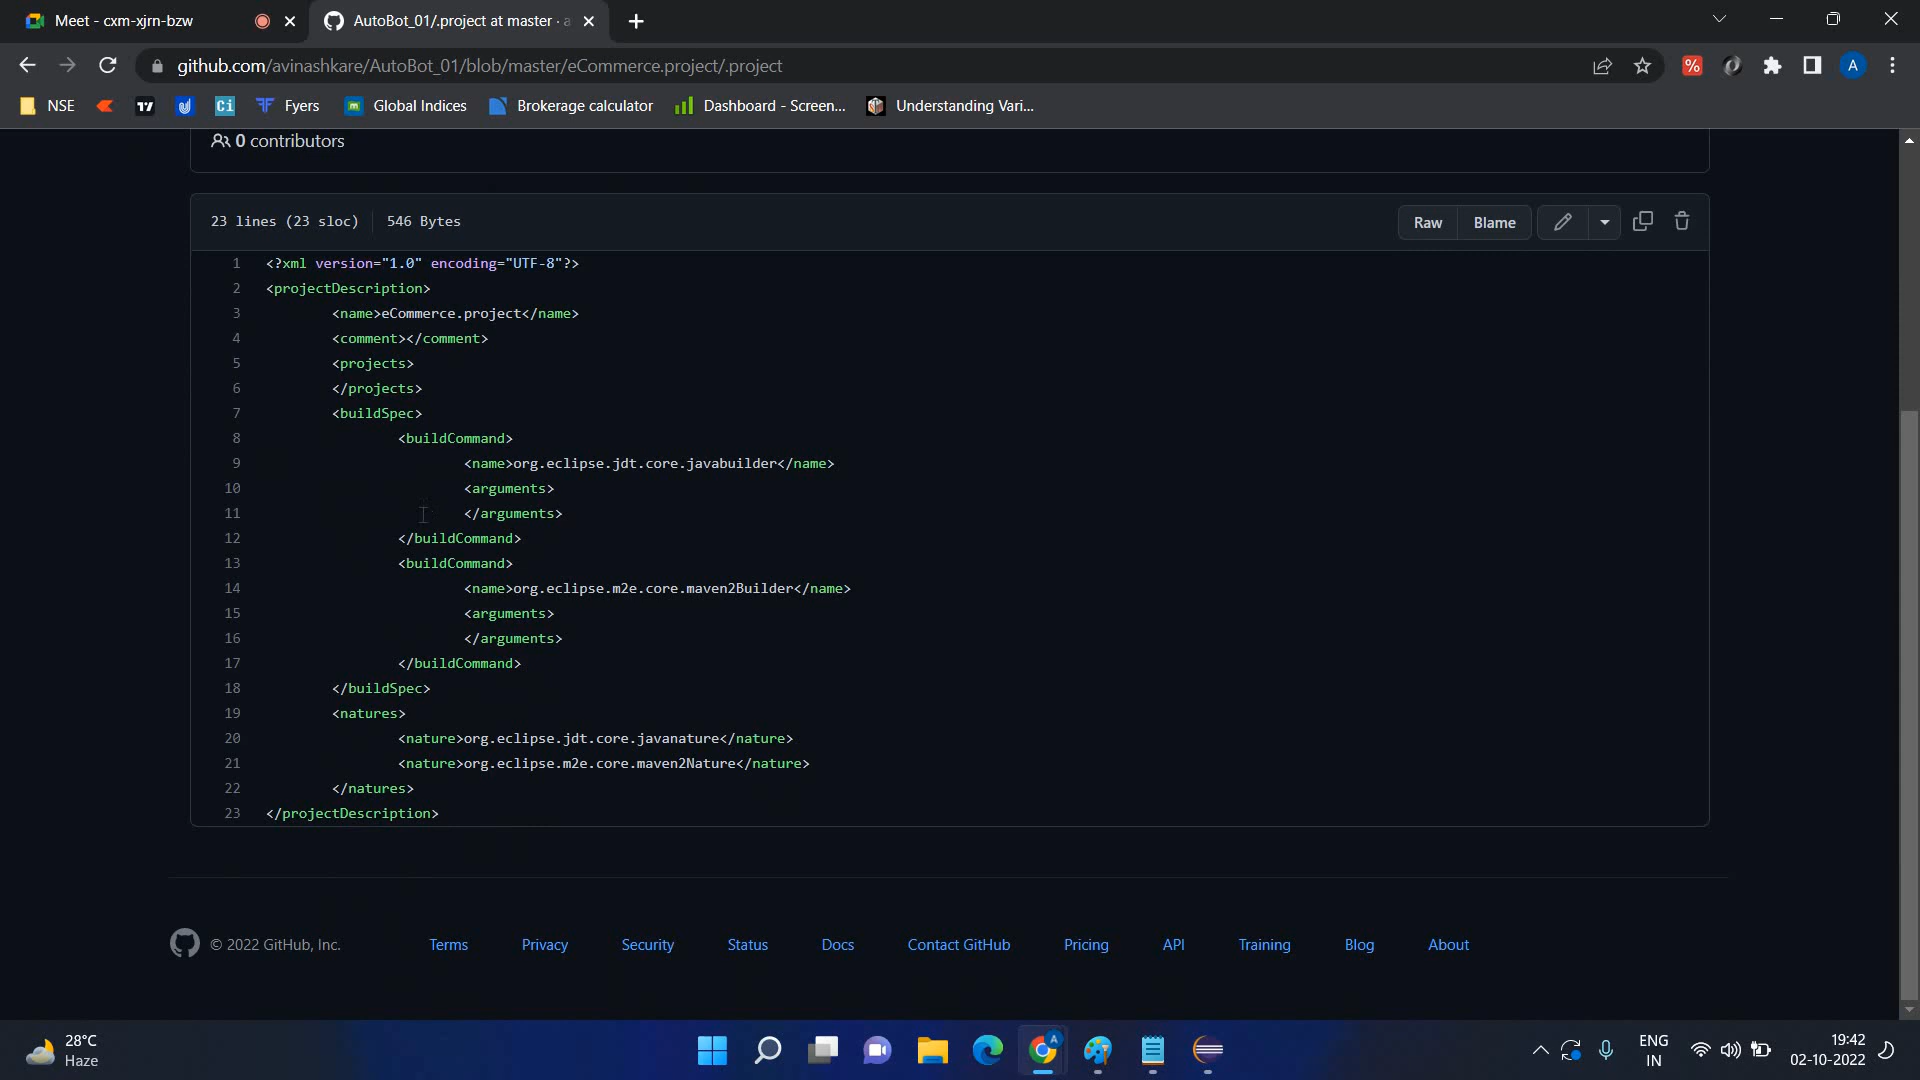 Meet - cxm-xjrn-bzw
AutoBot_01/.project at master · a
github.com/avinashkare/AutoBot_01/blob/master/eCommerce.project/.project
% A
NSE Ci Fyers Global Indices Brokerage calculator Dashboard - Screen... Understanding Vari...
0 contributors
23 lines (23 sloc) 546 Bytes Raw Blame
1 <?xml version="1.0" encoding="UTF-8"?>
2 <projectDescription>
3 <name>eCommerce.project</name>
4 <comment></comment>
5 <projects>
6 </projects>
7 <buildSpec>
8 <buildCommand>
9 <name>org.eclipse.jdt.core.javabuilder</name>
10 <arguments>
11 </arguments>
12 </buildCommand>
13 <buildCommand>
14 <name>org.eclipse.m2e.core.maven2Builder</name>
15 <arguments>
16 </arguments>
17 </buildCommand>
18 </buildSpec>
19 <natures>
20 <nature>org.eclipse.jdt.core.javanature</nature>
21 <nature>org.eclipse.m2e.core.maven2Nature</nature>
22 </natures>
23 </projectDescription>
© 2022 GitHub, Inc. Terms Privacy Security Status Docs Contact GitHub Pricing API Training Blog About
28°C
Haze
A
ENG
IN
19:42
02-10-2022